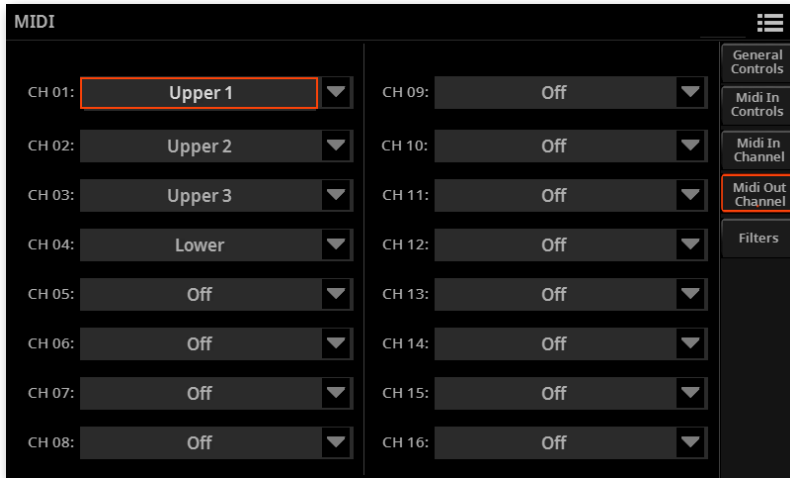 MIDI
General
Controls
CH 01: Upper 1 CH 09: Off
Midi In
Controls
CH 02: Upper 2 CH 10: Off
Midi In
Channel
CH 03: Upper 3 CH 11: Off
Midi Out
Channel
CH 04: Lower CH 12: Off
Filters
CH 05: Off CH 13: Off
CH 06: Off CH 14: Off
CH 07: Off CH 15: Off
CH 08: Off CH 16: Off